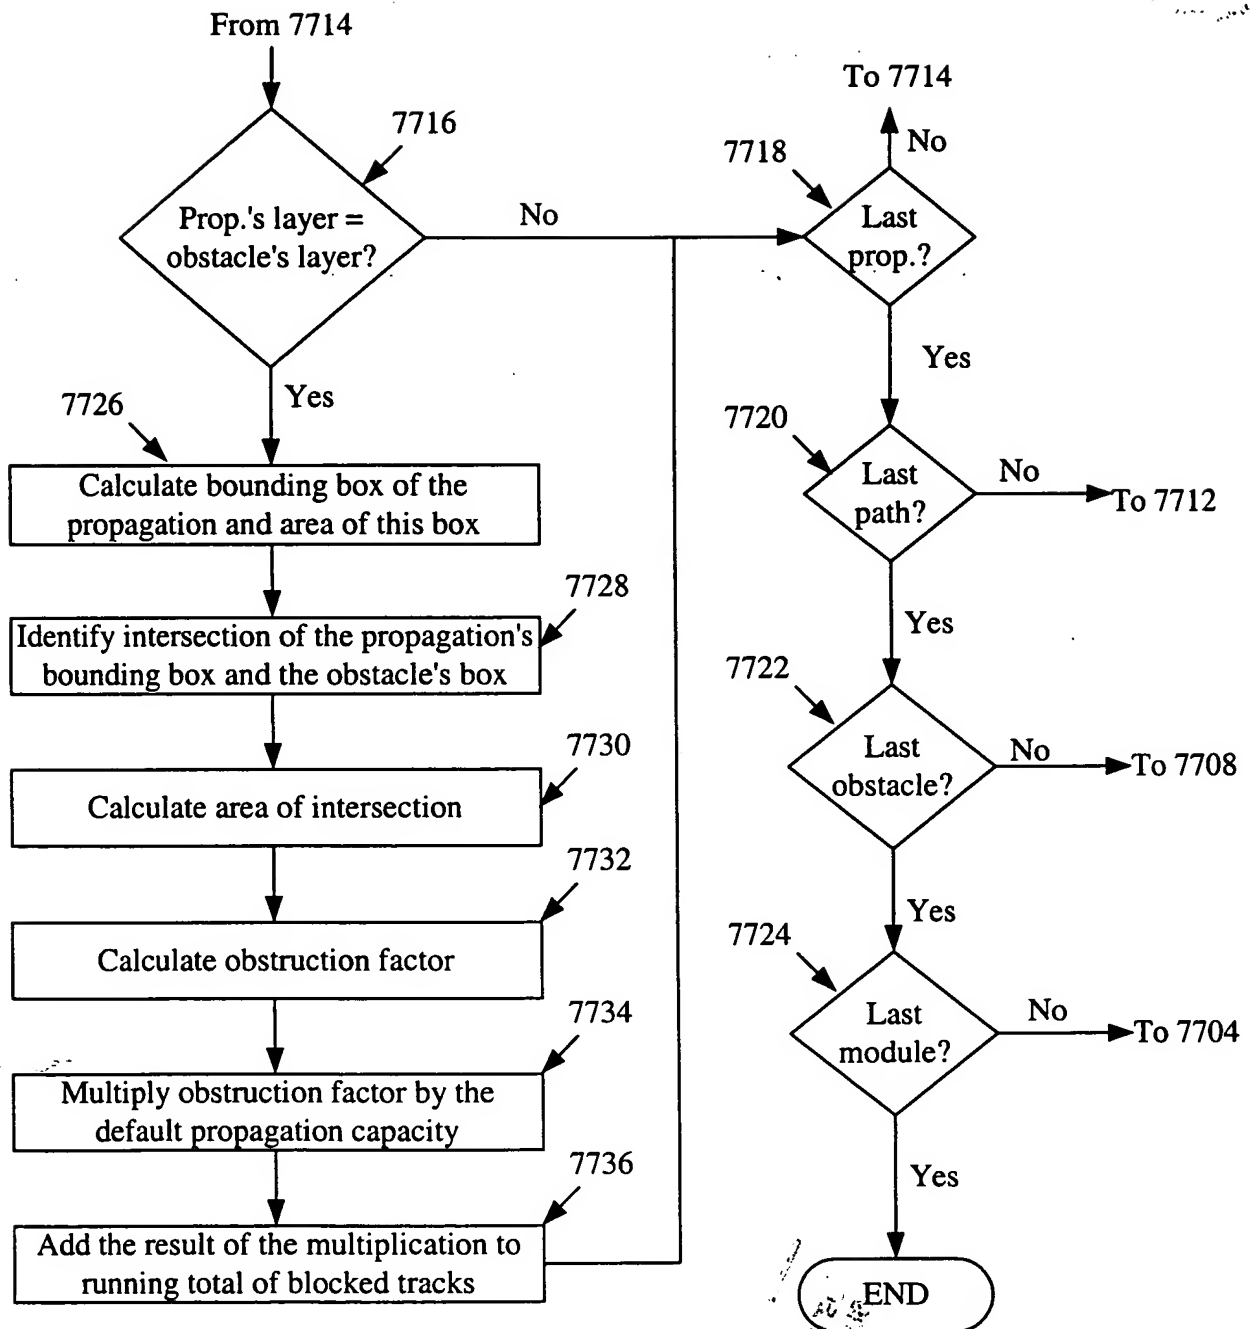 From 7714
7716
Prop.'s layer =
obstacle's layer?
No
Yes
7726
Calculate bounding box of the
propagation and area of this box
7728
Identify intersection of the propagation's
bounding box and the obstacle's box
7730
Calculate area of intersection
7732
Calculate obstruction factor
7734
Multiply obstruction factor by the
default propagation capacity
7736
Add the result of the multiplication to
running total of blocked tracks
To 7714
No
7718
Last
prop.?
Yes
7720
Last
path?
No
To 7712
Yes
7722
Last
obstacle?
No
To 7708
Yes
7724
Last
module?
No
To 7704
Yes
END